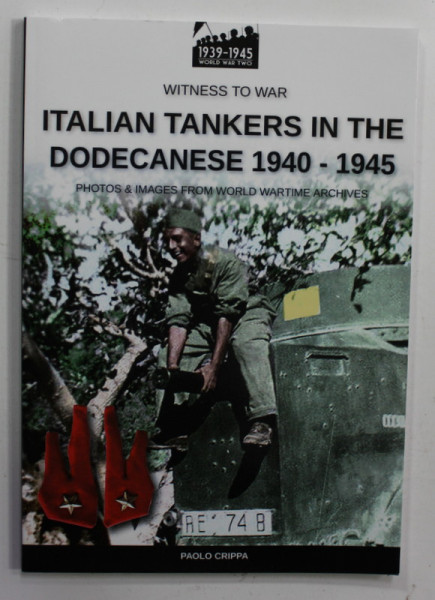 1939-1945
WORLD WAR TWO
WITNESS TO WAR
ITALIAN TANKERS IN THE
DODECANESE 1940 - 1945
PHOTOS & IMAGES FROM WORLD WARTIME ARCHIVES
RE 74 B
PAOLO CRIPPA